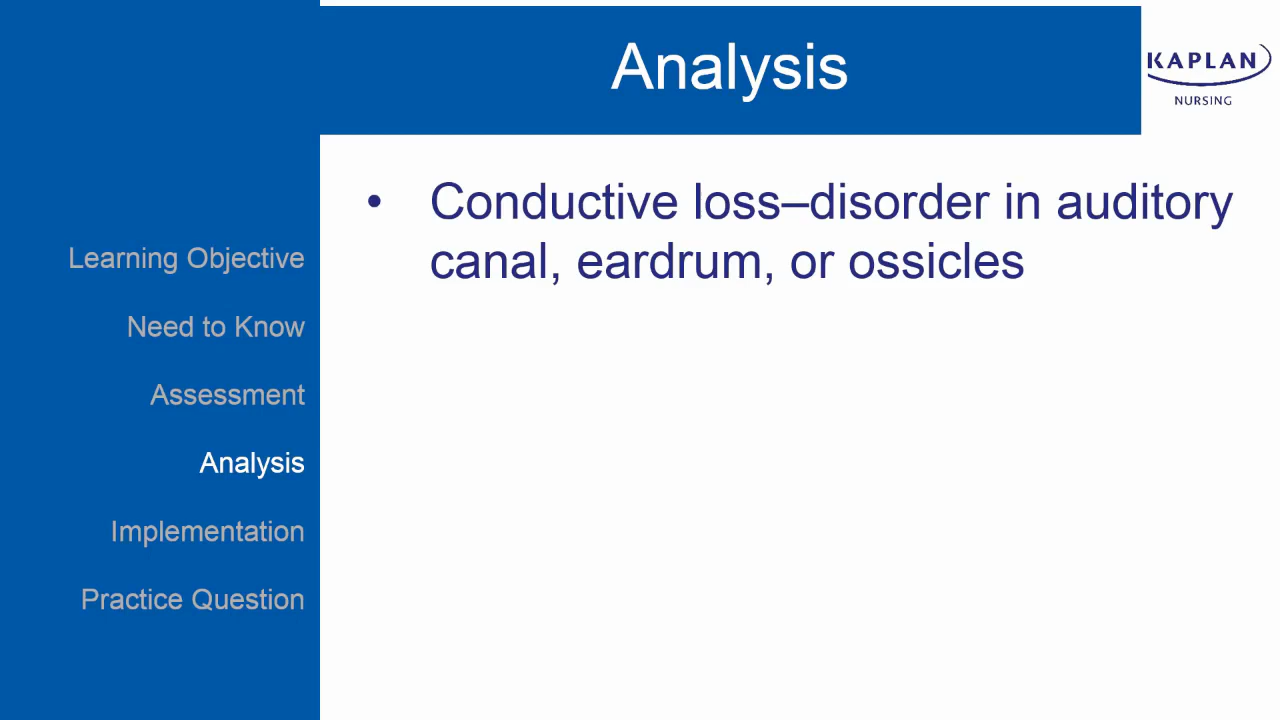 Analysis
KAPLAN
NURSING
• Conductive loss–disorder in auditory
canal, eardrum, or ossicles
Learning Objective
Need to Know
Assessment
Analysis
Implementation
Practice Question